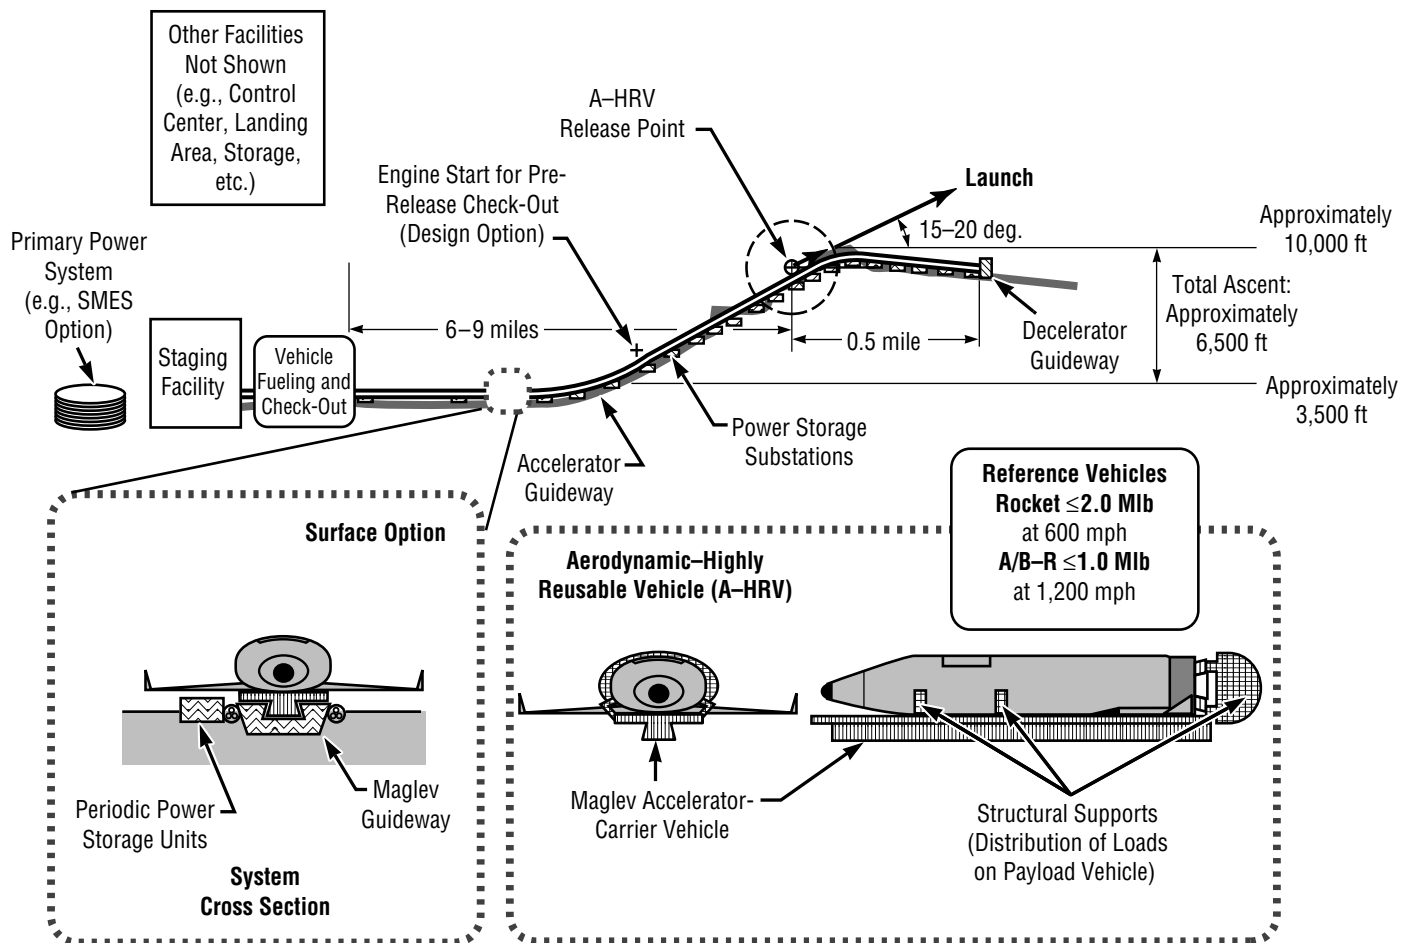 Other Facilities
Not Shown
(e.g., Control
Center, Landing
Area, Storage,
etc.)
A–HRV
Release Point
Engine Start for Pre-
Release Check-Out
(Design Option)
Launch
15–20 deg.
Approximately
10,000 ft
Primary Power
System
(e.g., SMES
Option)
Total Ascent:
Approximately
6,500 ft
6–9 miles
0.5 mile
Decelerator
Guideway
Staging
Facility
Vehicle
Fueling and
Check-Out
Approximately
3,500 ft
Power Storage
Substations
Accelerator
Guideway
Reference Vehicles
Rocket ≤2.0 Mlb
at 600 mph
A/B–R ≤1.0 Mlb
at 1,200 mph
Surface Option
Aerodynamic–Highly
Reusable Vehicle (A–HRV)
Periodic Power
Storage Units
Maglev
Guideway
System
Cross Section
Maglev Accelerator-
Carrier Vehicle
Structural Supports
(Distribution of Loads
on Payload Vehicle)